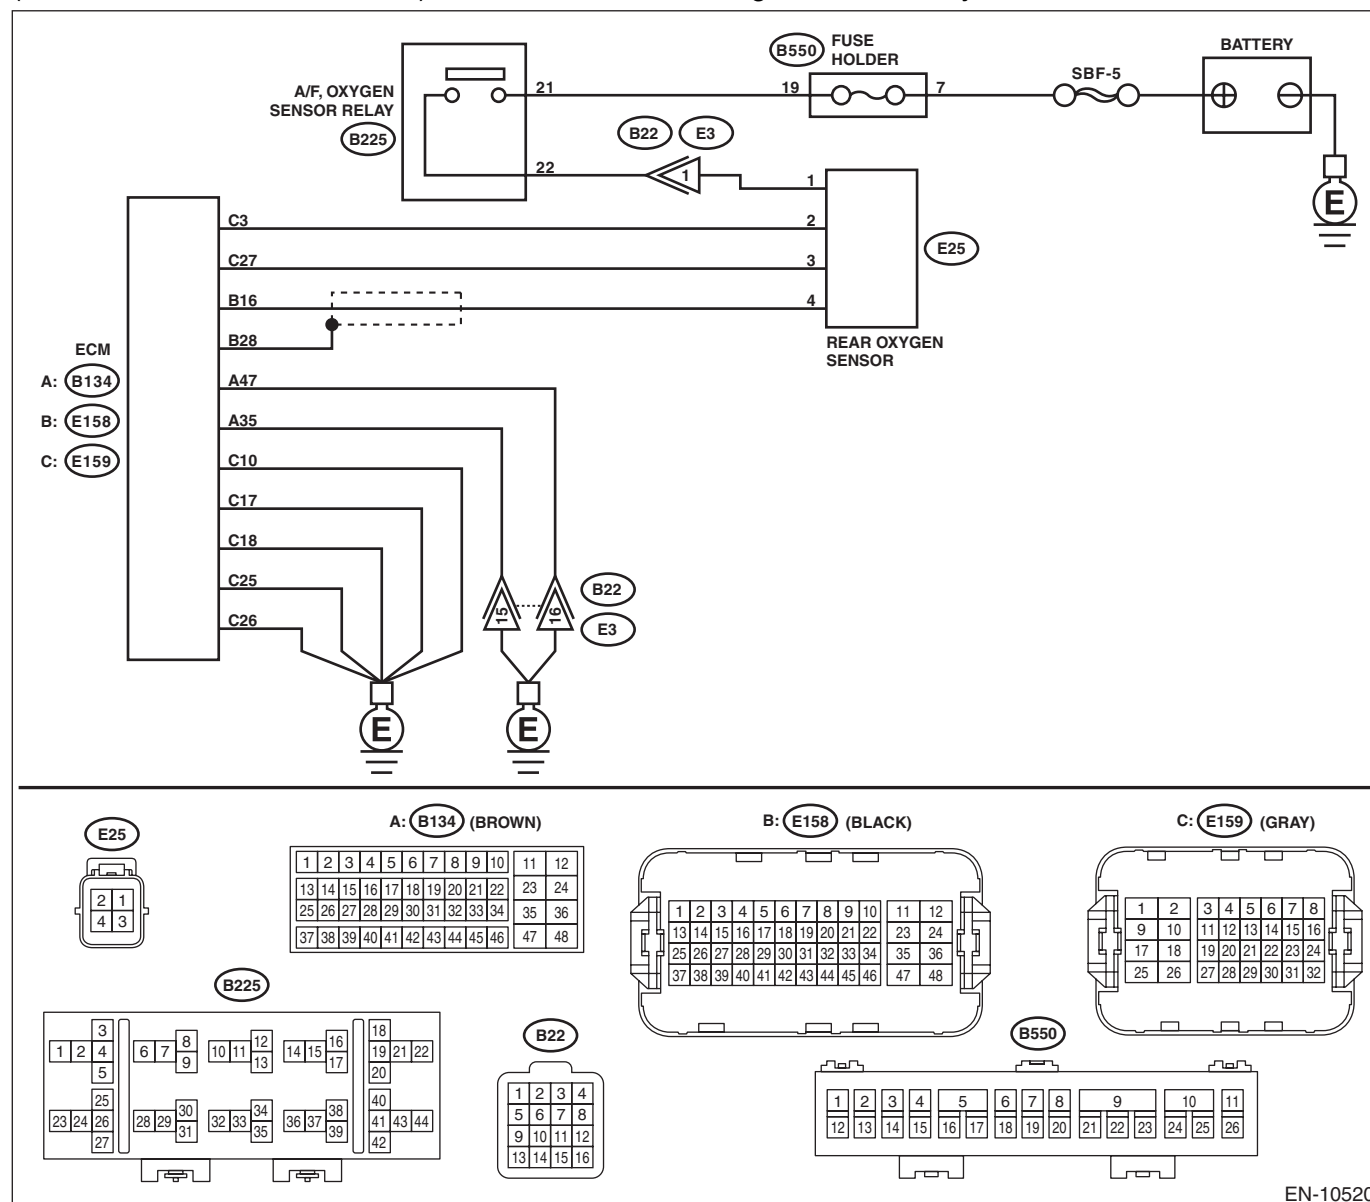 B550 FUSE HOLDER
BATTERY
SBF-5
A/F, OXYGEN SENSOR RELAY
B225
21
19
7
B22 E3
22
1
1
E
C3
2
C27
3
E25
B16
4
B28
REAR OXYGEN SENSOR
ECM
A: B134
B: E158
C: E159
A47
A35
C10
C17
C18
C25
C26
15
16
B22
E3
E
E
E25
2 1
4 3
A: B134 (BROWN)
1 2 3 4 5 6 7 8 9 10 11 12
13 14 15 16 17 18 19 20 21 22 23 24
25 26 27 28 29 30 31 32 33 34 35 36
37 38 39 40 41 42 43 44 45 46 47 48
B: E158 (BLACK)
1 2 3 4 5 6 7 8 9 10 11 12
13 14 15 16 17 18 19 20 21 22 23 24
25 26 27 28 29 30 31 32 33 34 35 36
37 38 39 40 41 42 43 44 45 46 47 48
C: E159 (GRAY)
1 2 3 4 5 6 7 8
9 10 11 12 13 14 15 16
17 18 19 20 21 22 23 24
25 26 27 28 29 30 31 32
B225
3 8 12 16 18
1 2 4 6 7 9 10 11 13 14 15 17 19 21 22
5 20
25 30 34 38 40
23 24 26 28 29 31 32 33 35 36 37 39 41 43 44
27 42
B22
1 2 3 4
5 6 7 8
9 10 11 12
13 14 15 16
B550
1 2 3 4 5 6 7 8 9 10 11
12 13 14 15 16 17 18 19 20 21 22 23 24 25 26
EN-10520